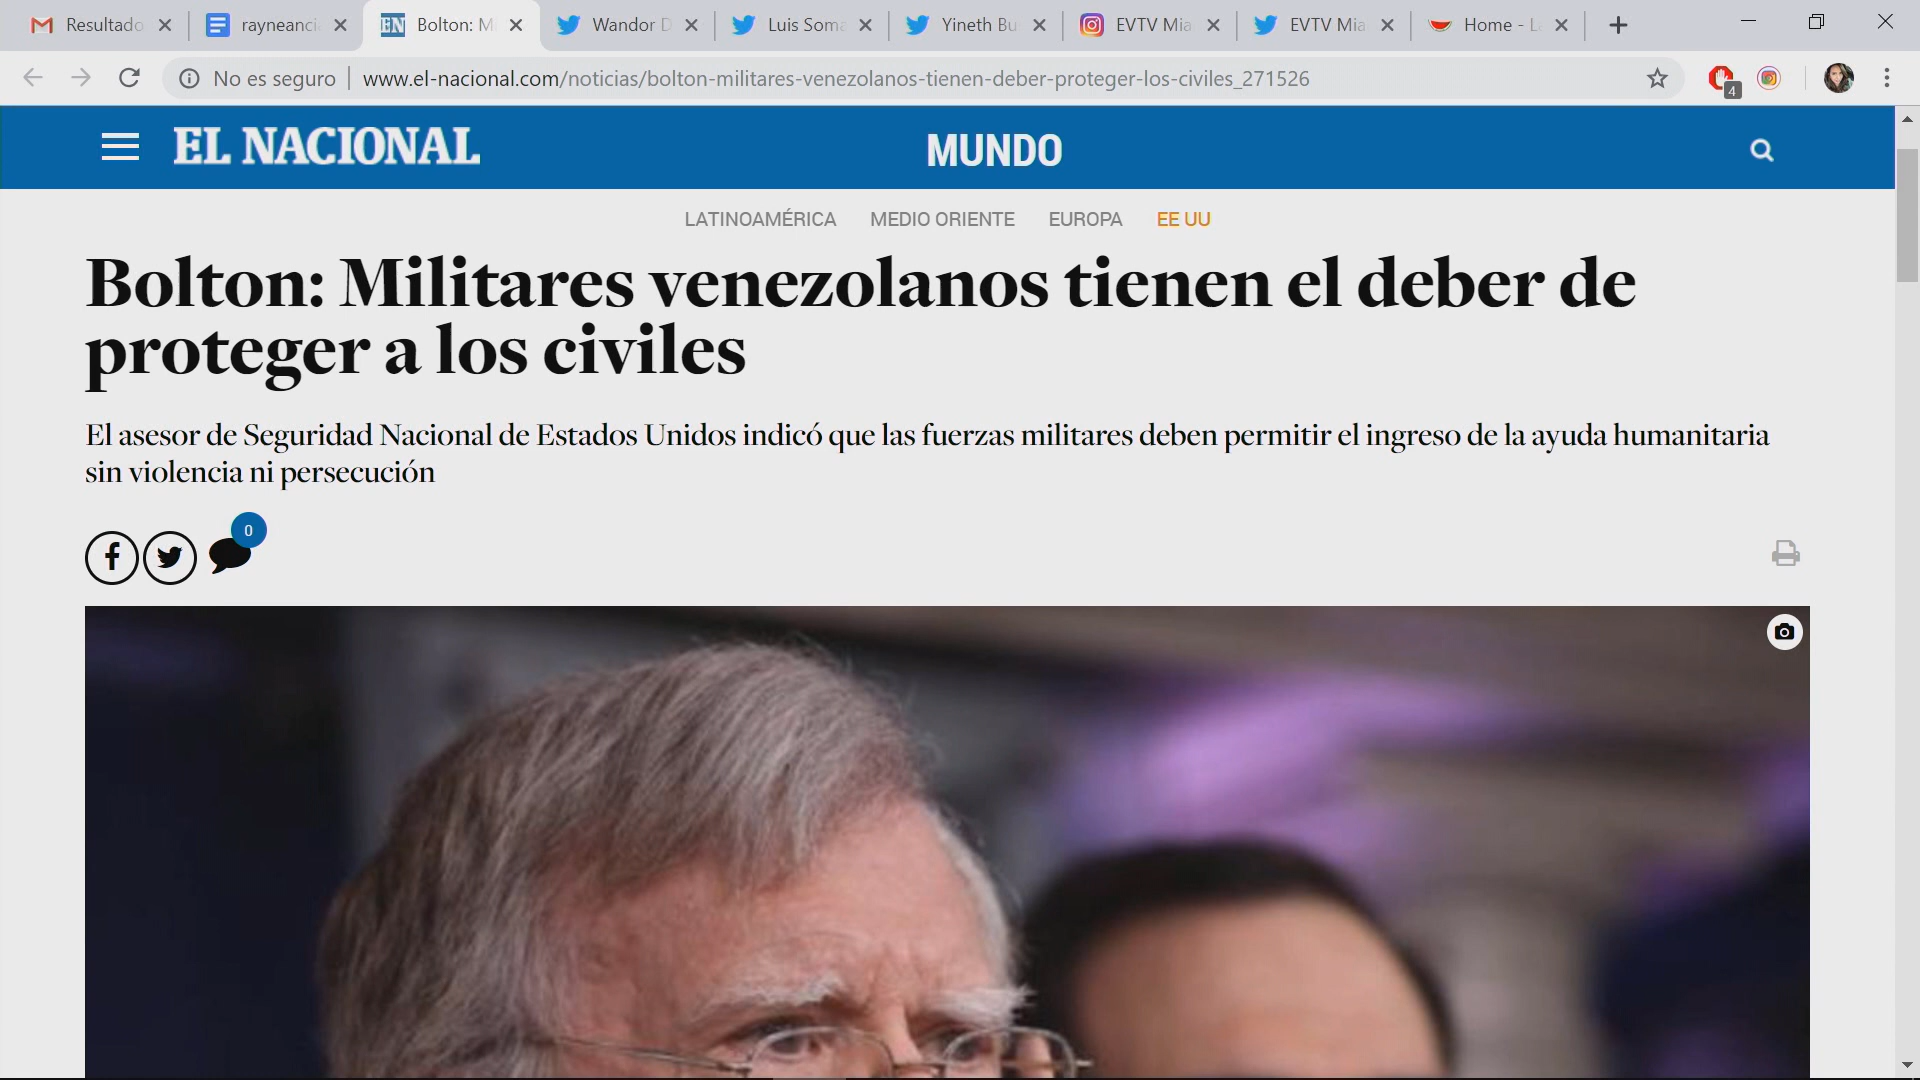 Resultado
rayneanci
Bolton: M
Wandor D
Luis Soma
Yineth Bu
EVTV Mia
EVTV Mia
Home - L
No es seguro
www.el-nacional.com/noticias/bolton-militares-venezolanos-tienen-deber-proteger-los-civiles_271526
4
EL NACIONAL
MUNDO
LATINOAMÉRICA MEDIO ORIENTE EUROPA EE UU
Bolton: Militares venezolanos tienen el deber de
proteger a los civiles
El asesor de Seguridad Nacional de Estados Unidos indicó que las fuerzas militares deben permitir el ingreso de la ayuda humanitaria
sin violencia ni persecución
0